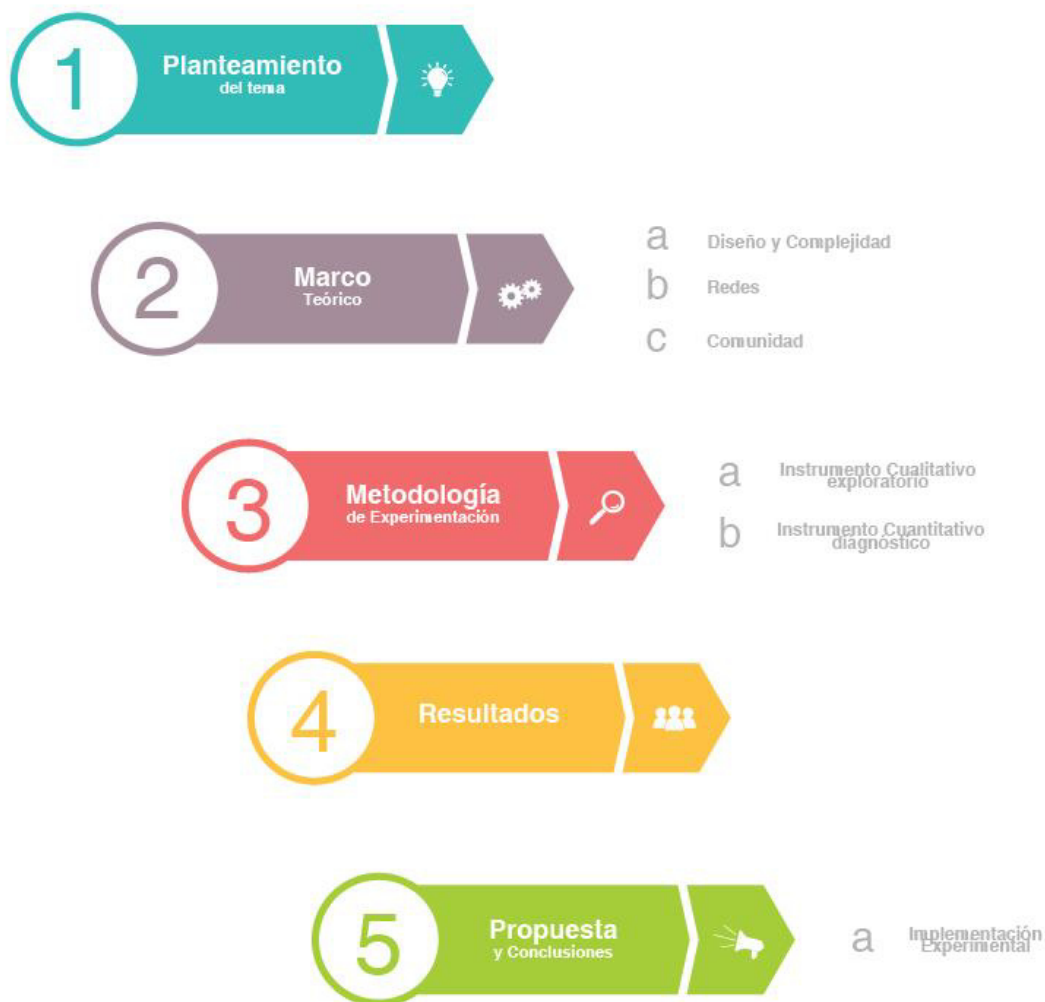 1
Planteamiento
del tema
2
Marco
Teórico
a Diseño y Complejidad
b Redes
c Comunidad
3
Metodología
de Experimentación
a Instrumento Cualitativo
exploratorio
b Instrumento Cuantitativo
diágnóstico
4
Resultados
5
Propuesta
y Conclusiones
a Implementación
Experimental